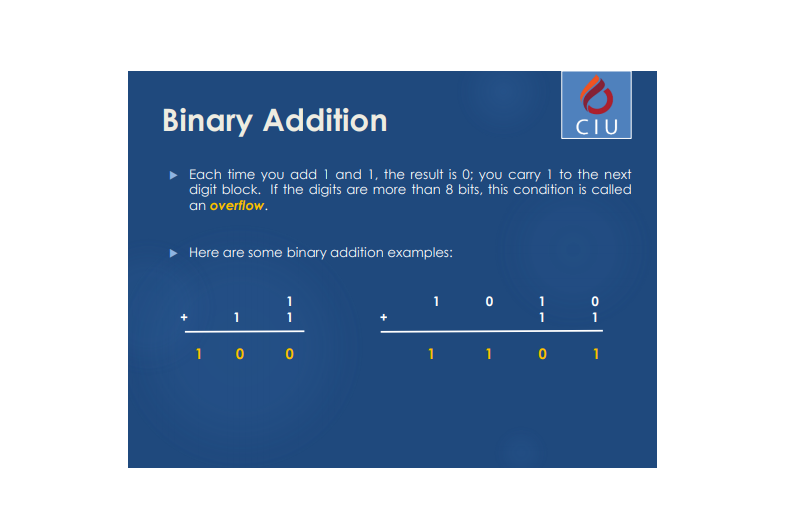 CIU
Binary Addition
Each time you add 1 and 1, the result is 0; you carry 1 to the next
digit block. If the digits are more than 8 bits, this condition is called
an overflow.
Here are some binary addition examples:
1
+ 1 1
1 0 0
1 0 1 0
+ 1 1
1 1 0 1